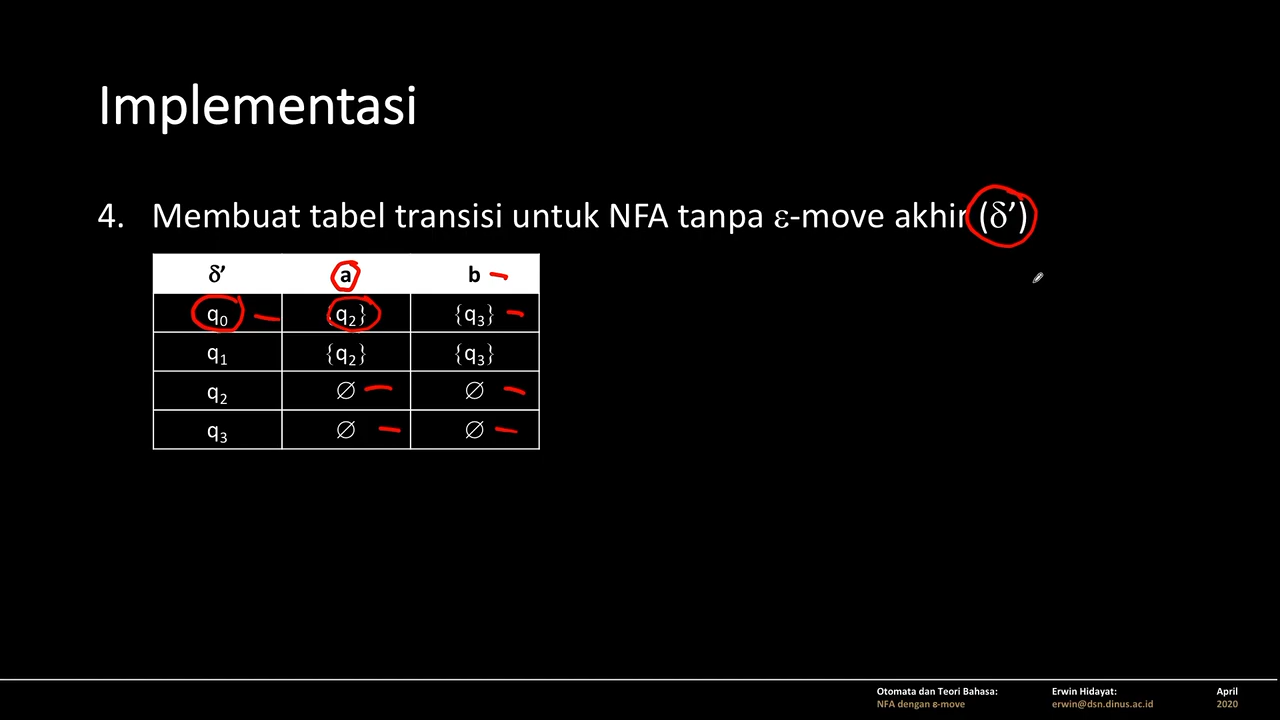 Implementasi
4. Membuat tabel transisi untuk NFA tanpa ε-move akhir (δ’)
δ’ a b
q₀ {q₂} {q₃}
q₁ {q₂} {q₃}
q₂ ∅ ∅
q₃ ∅ ∅
Otomata dan Teori Bahasa: Erwin Hidayat: April
NFA dengan ε-move erwin@dsn.dinus.ac.id 2020